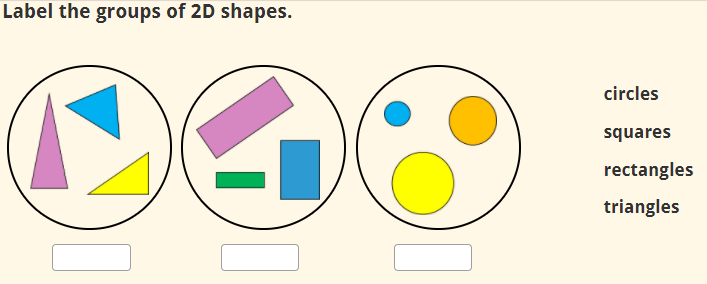 Label the groups of 2D shapes.
circles
squares
rectangles
triangles